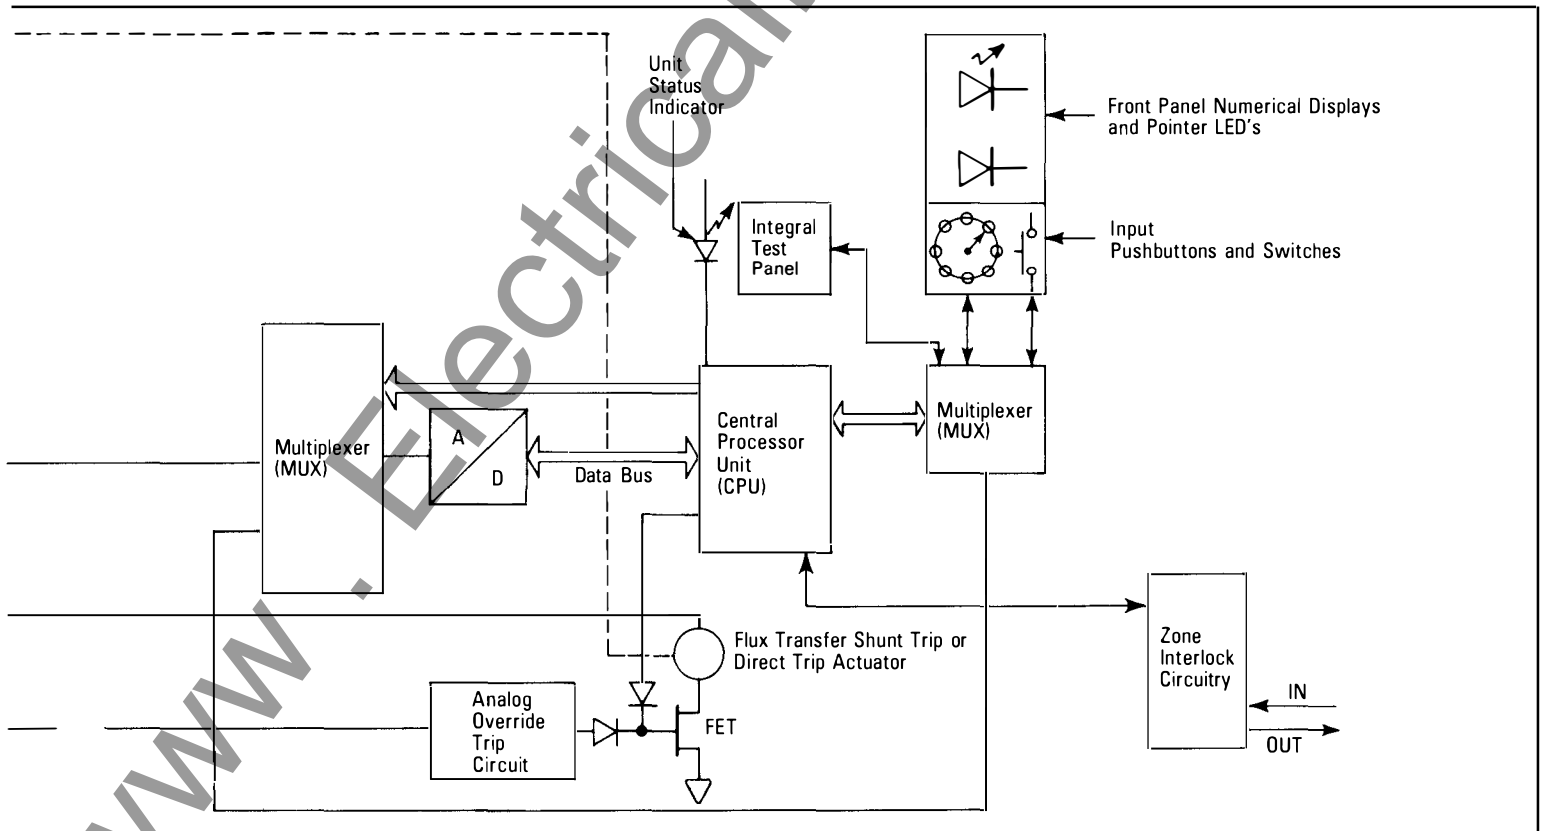 Unit
Status
Indicator
Front Panel Numerical Displays
and Pointer LED's
Integral
Test
Panel
Input
Pushbuttons and Switches
Multiplexer
(MUX)
A
D
Data Bus
Central
Processor
Unit
(CPU)
Multiplexer
(MUX)
Flux Transfer Shunt Trip or
Direct Trip Actuator
Zone
Interlock
Circuitry
IN
OUT
Analog
Override
Trip
Circuit
FET
www . Electrical